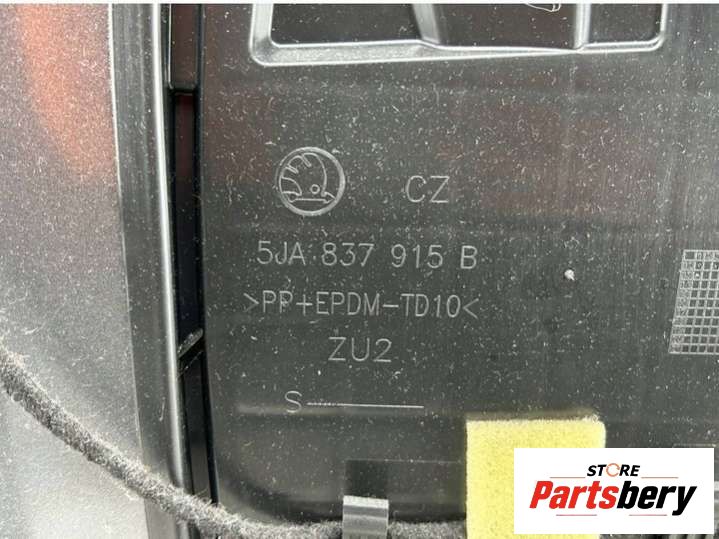 CZ
5JA 837 915 B
>PP+EPDM-TD10<
ZU2
S
STORE
Partsbery